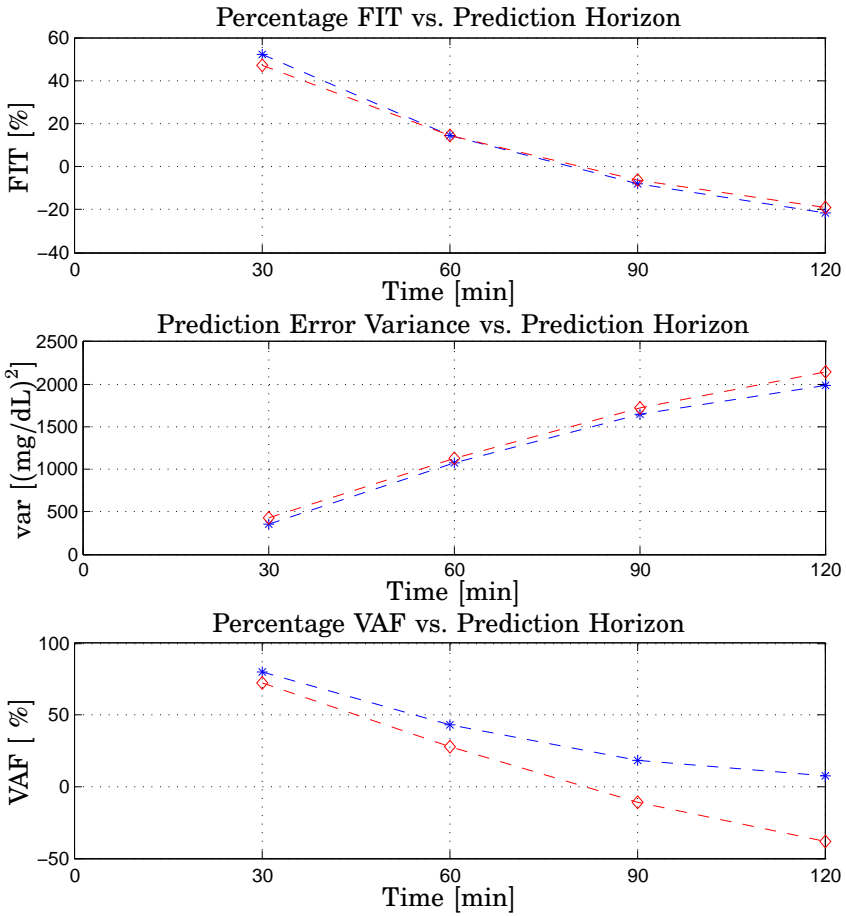 Percentage FIT vs. Prediction Horizon
60
40
20
0
−20
−40
FIT [%]
0 30 60 90 120
Time [min]
Prediction Error Variance vs. Prediction Horizon
2500
2000
1500
1000
500
0
var [(mg/dL)²]
0 30 60 90 120
Time [min]
Percentage VAF vs. Prediction Horizon
100
50
0
−50
VAF [ %]
0 30 60 90 120
Time [min]